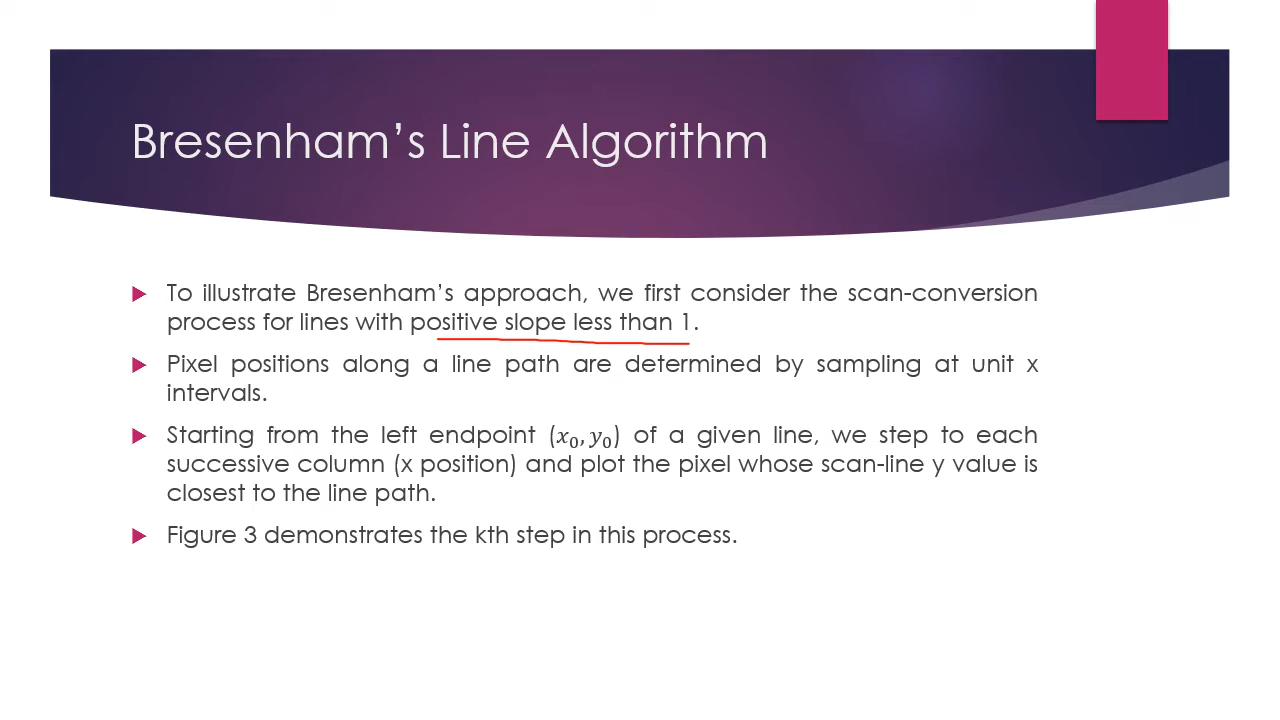 Bresenham’s Line Algorithm
To illustrate Bresenham’s approach, we first consider the scan-conversion
process for lines with positive slope less than 1.
Pixel positions along a line path are determined by sampling at unit x
intervals.
Starting from the left endpoint (𝑥₀, 𝑦₀) of a given line, we step to each
successive column (x position) and plot the pixel whose scan-line y value is
closest to the line path.
Figure 3 demonstrates the kth step in this process.